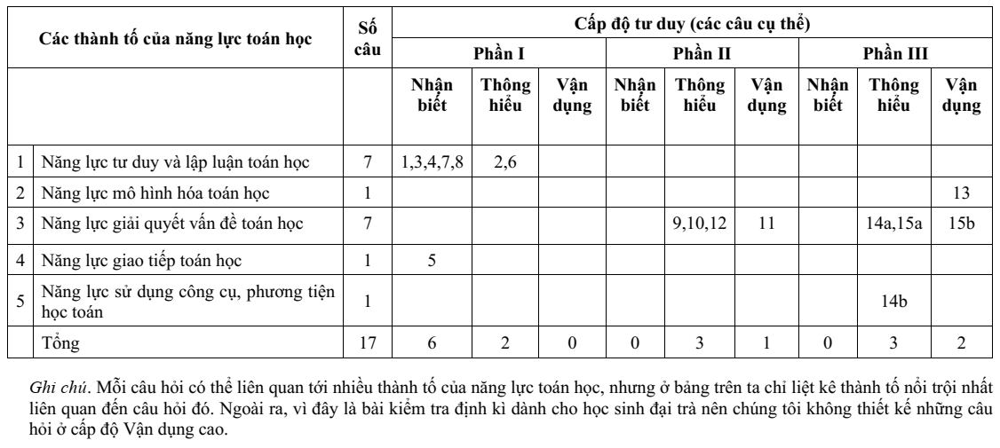 Các thành tố của năng lực toán học
Số câu
Cấp độ tư duy (các câu cụ thể)
Phần I
Phần II
Phần III
Nhận biết
Thông hiểu
Vận dụng
Nhận biết
Thông hiểu
Vận dụng
Nhận biết
Thông hiểu
Vận dụng
1 Năng lực tư duy và lập luận toán học 7 1,3,4,7,8 2,6
2 Năng lực mô hình hóa toán học 1 13
3 Năng lực giải quyết vấn đề toán học 7 9,10,12 11 14a,15a 15b
4 Năng lực giao tiếp toán học 1 5
5 Năng lực sử dụng công cụ, phương tiện
học toán 1 14b
Tổng 17 6 2 0 0 3 1 0 3 2
Ghi chú. Mỗi câu hỏi có thể liên quan tới nhiều thành tố của năng lực toán học, nhưng ở bảng trên ta chỉ liệt kê thành tố nổi trội nhất
liên quan đến câu hỏi đó. Ngoài ra, vì đây là bài kiểm tra định kì dành cho học sinh đại trà nên chúng tôi không thiết kế những câu
hỏi ở cấp độ Vận dụng cao.